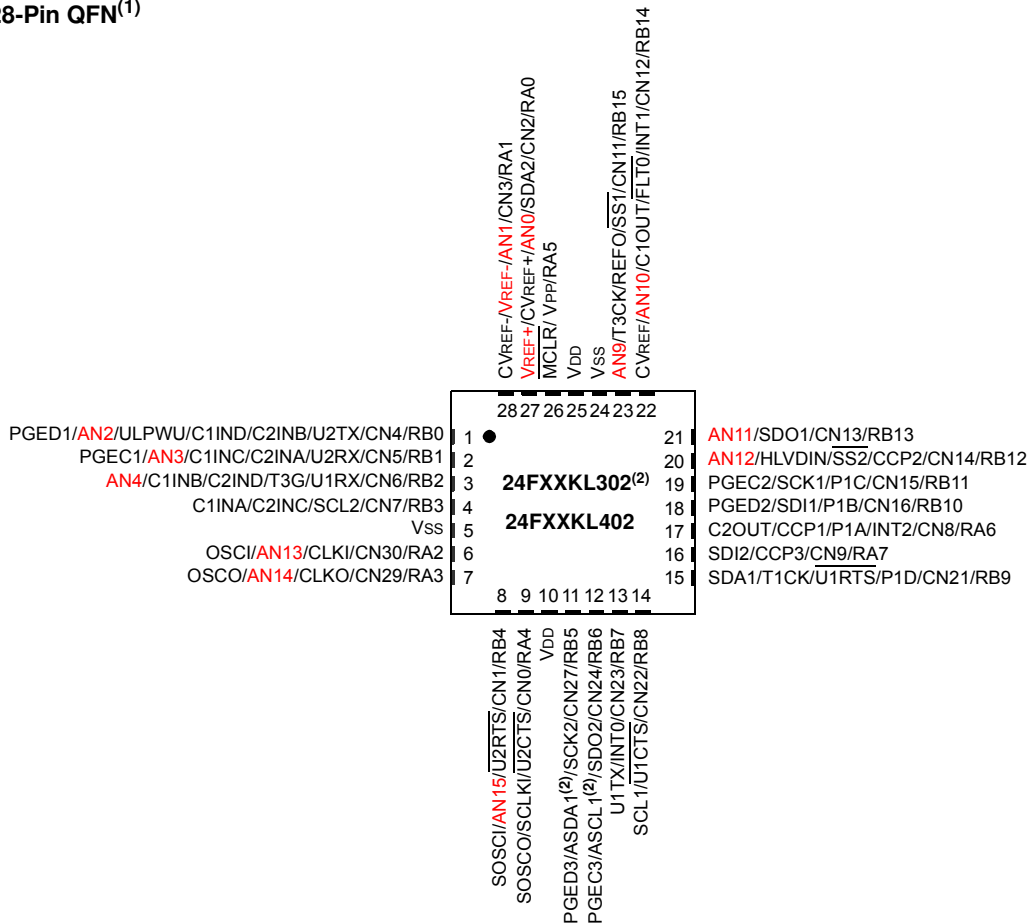 28-Pin QFN(1)
CVREF-/VREF-/AN1/CN3/RA1
VREF+/CVREF+/AN0/SDA2/CN2/RA0
MCLR/ VPP/RA5
VDD
VSS
AN9/T3CK/REFO/SS1/CN11/RB15
CVREF/AN10/C1OUT/FLT0/INT1/CN12/RB14
28 27 26 25 24 23 22
PGED1/AN2/ULPWU/C1IND/C2INB/U2TX/CN4/RB0 1
PGEC1/AN3/C1INC/C2INA/U2RX/CN5/RB1 2
AN4/C1INB/C2IND/T3G/U1RX/CN6/RB2 3
C1INA/C2INC/SCL2/CN7/RB3 4
VSS 5
OSCI/AN13/CLKI/CN30/RA2 6
OSCO/AN14/CLKO/CN29/RA3 7
24FXXKL302(2)
24FXXKL402
21 AN11/SDO1/CN13/RB13
20 AN12/HLVDIN/SS2/CCP2/CN14/RB12
19 PGEC2/SCK1/P1C/CN15/RB11
18 PGED2/SDI1/P1B/CN16/RB10
17 C2OUT/CCP1/P1A/INT2/CN8/RA6
16 SDI2/CCP3/CN9/RA7
15 SDA1/T1CK/U1RTS/P1D/CN21/RB9
8 9 10 11 12 13 14
SOSCI/AN15/U2RTS/CN1/RB4
SOSCO/SCLKI/U2CTS/CN0/RA4
VDD
PGED3/ASDA1(2)/SCK2/CN27/RB5
PGEC3/ASCL1(2)/SDO2/CN24/RB6
U1TX/INT0/CN23/RB7
SCL1/U1CTS/CN22/RB8